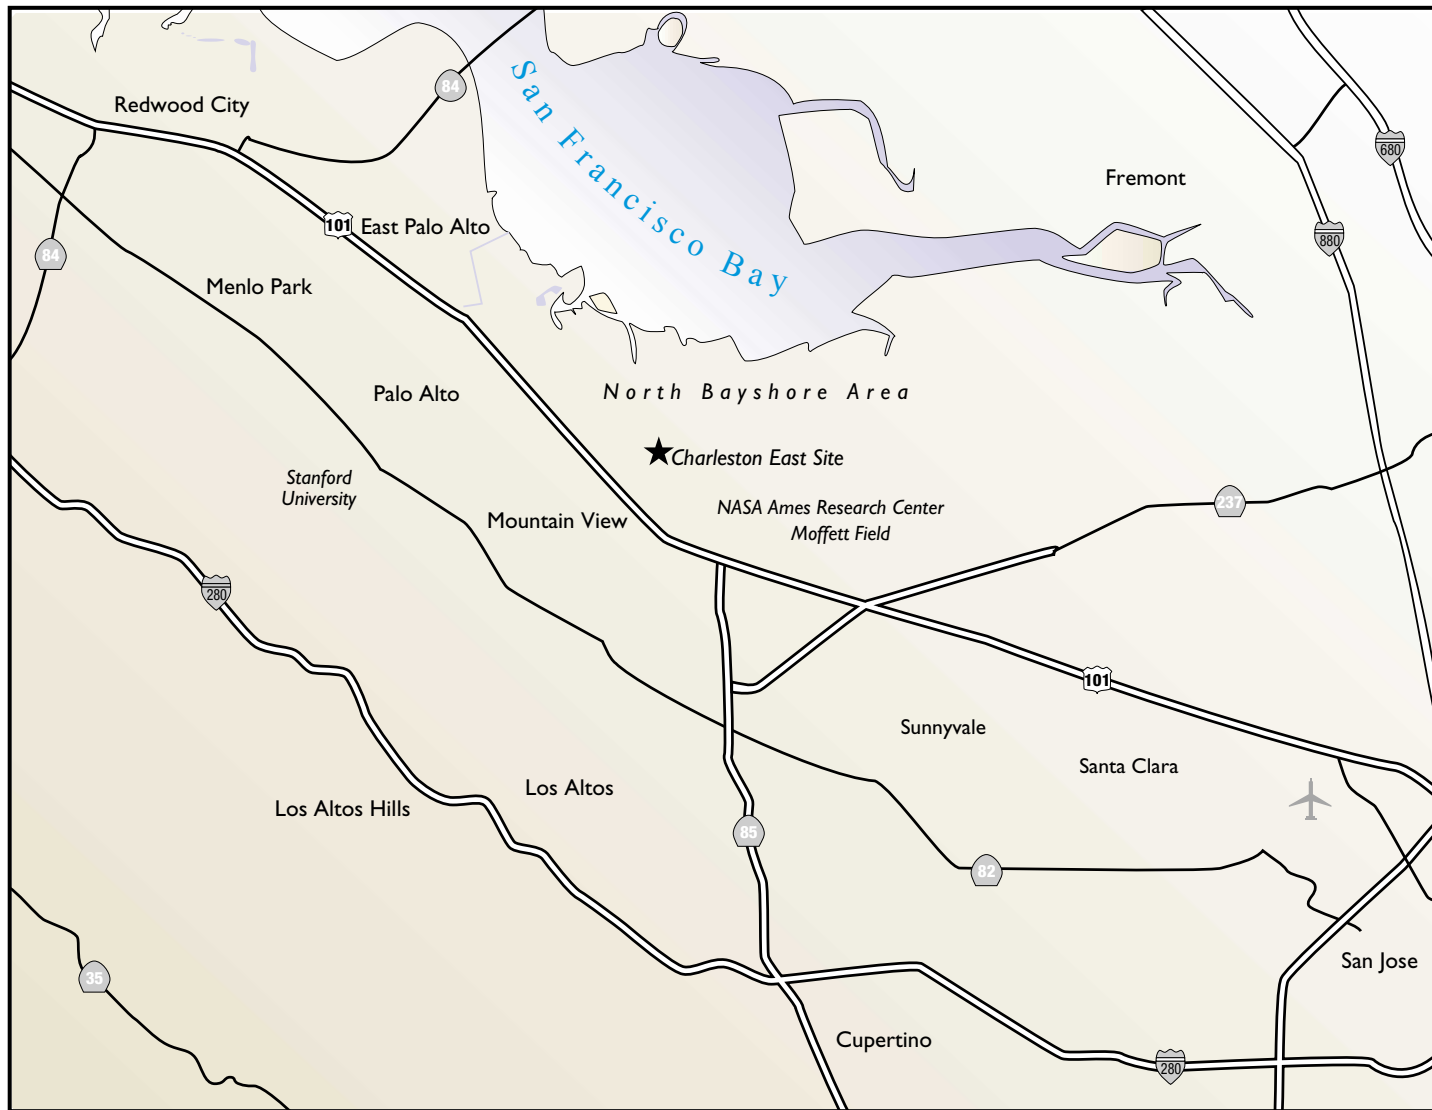 84
Redwood City
San Francisco Bay
680
Fremont
101
East Palo Alto
880
84
Menlo Park
North Bayshore Area
Palo Alto
Charleston East Site
Stanford
University
237
NASA Ames Research Center
Moffett Field
Mountain View
280
101
Sunnyvale
Santa Clara
Los Altos
Los Altos Hills
85
82
San Jose
35
Cupertino
280